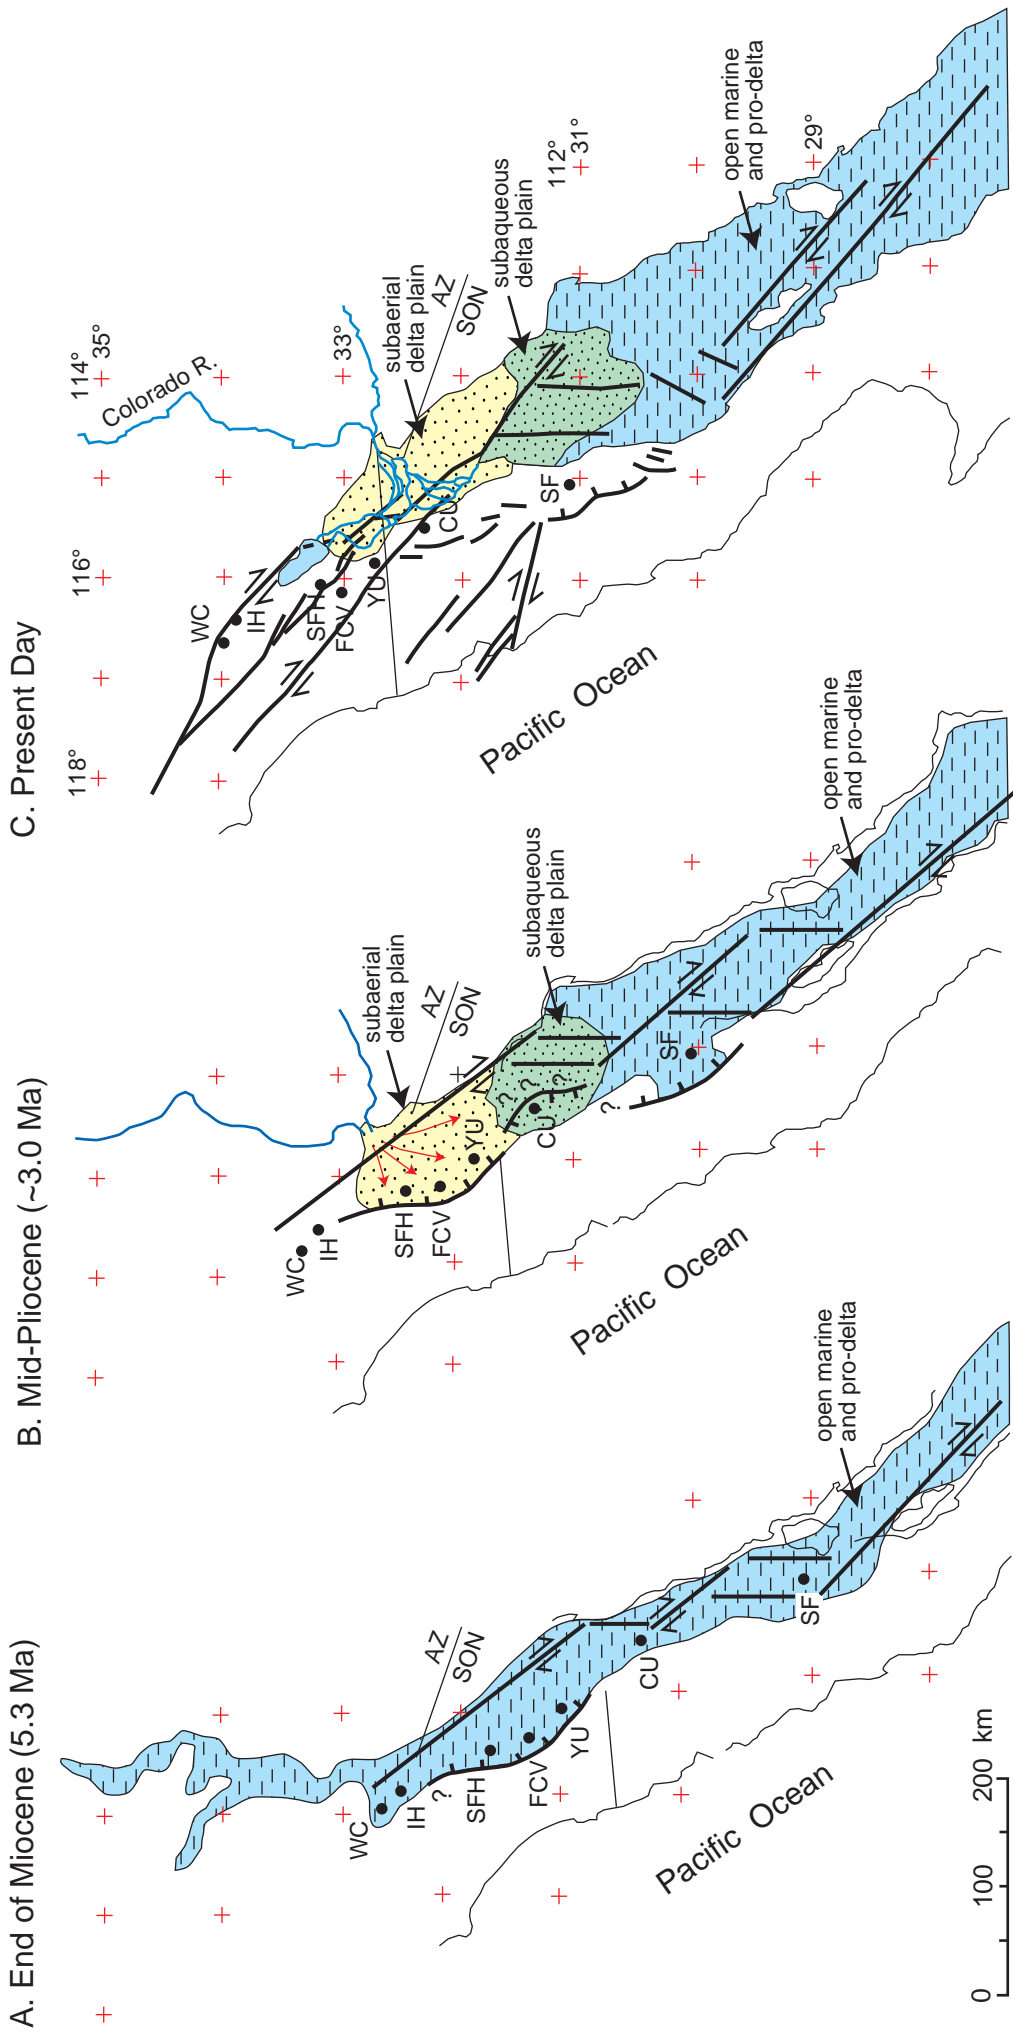 A. End of Miocene (5.3 Ma)
AZ
SON
WC
IH
?
SFH
FCV
YU
CU
SF
open marine
and pro-delta
Pacific Ocean
0 100 200 km
B. Mid-Pliocene (~3.0 Ma)
subaerial
delta plain
AZ
SON
subaqueous
delta plain
WC
IH
SFH
FCV
YU
?
?
?
CU
?
SF
open marine
and pro-delta
Pacific Ocean
C. Present Day
118°
116°
114°
35°
Colorado R.
33°
subaerial
delta plain
AZ
SON
subaqueous
delta plain
112°
31°
open marine
and pro-delta
29°
WC
IH
SFH
FCV
YU
CU
SF
Pacific Ocean